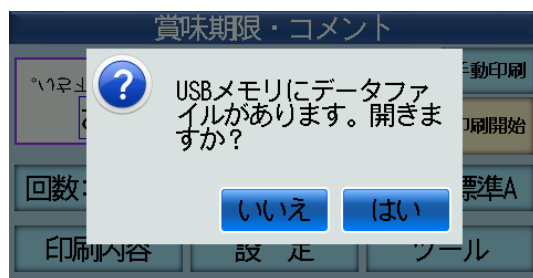 賞味期限・コメント
USBメモリにデータファ
イルがあります。開きま
すか？
いいえ
はい
回数:
標準A
印刷内容
設 定
ツール
手動印刷
印刷開始